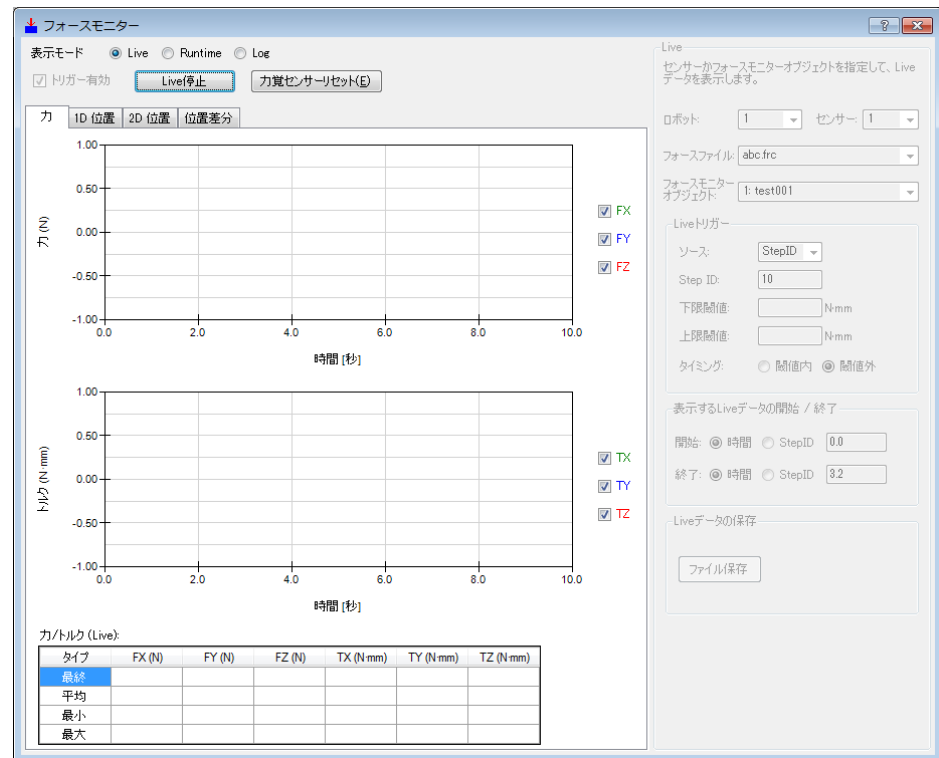 フォースモニター
表示モード Live Runtime Log
トリガー有効 Live停止 力覚センサーリセット(E)
力 1D 位置 2D 位置 位置差分
1.00
0.50
0.00
-0.50
-1.00
力 (N)
0.0 2.0 4.0 6.0 8.0 10.0
時間 [秒]
FX
FY
FZ
1.00
0.50
0.00
-0.50
-1.00
トルク (N·mm)
0.0 2.0 4.0 6.0 8.0 10.0
時間 [秒]
TX
TY
TZ
力/トルク (Live):
タイプ FX (N) FY (N) FZ (N) TX (N·mm) TY (N·mm) TZ (N·mm)
最終
平均
最小
最大
Live
センサーかフォースモニターオブジェクトを指定して、Live
データを表示します。
ロボット: 1 センサー: 1
フォースファイル: abc.frc
フォースモニター
オブジェクト: 1: test001
Liveトリガー
ソース: StepID
Step ID: 10
下限閾値: N·mm
上限閾値: N·mm
タイミング: 閾値内 閾値外
表示するLiveデータの開始 / 終了
開始: 時間 StepID 0.0
終了: 時間 StepID 3.2
Liveデータの保存
ファイル保存